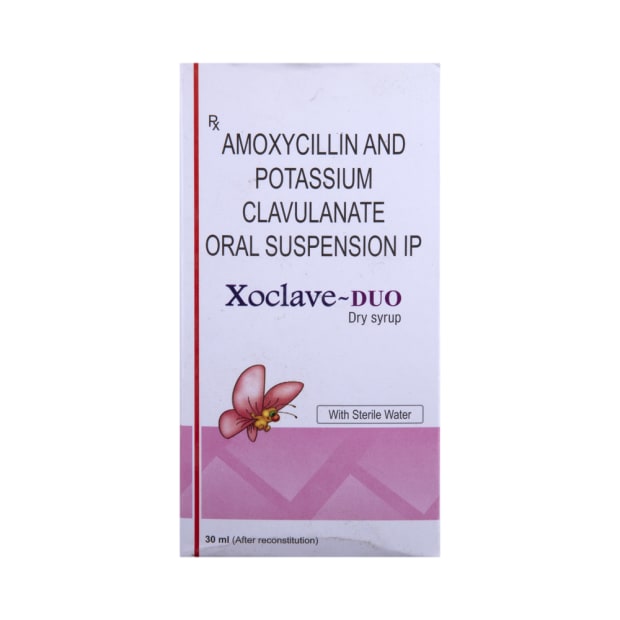 Rx
AMOXYCILLIN AND
POTASSIUM
CLAVULANATE
ORAL SUSPENSION IP
Xoclave~DUO
Dry syrup
With Sterile Water
30 ml (After reconstitution)